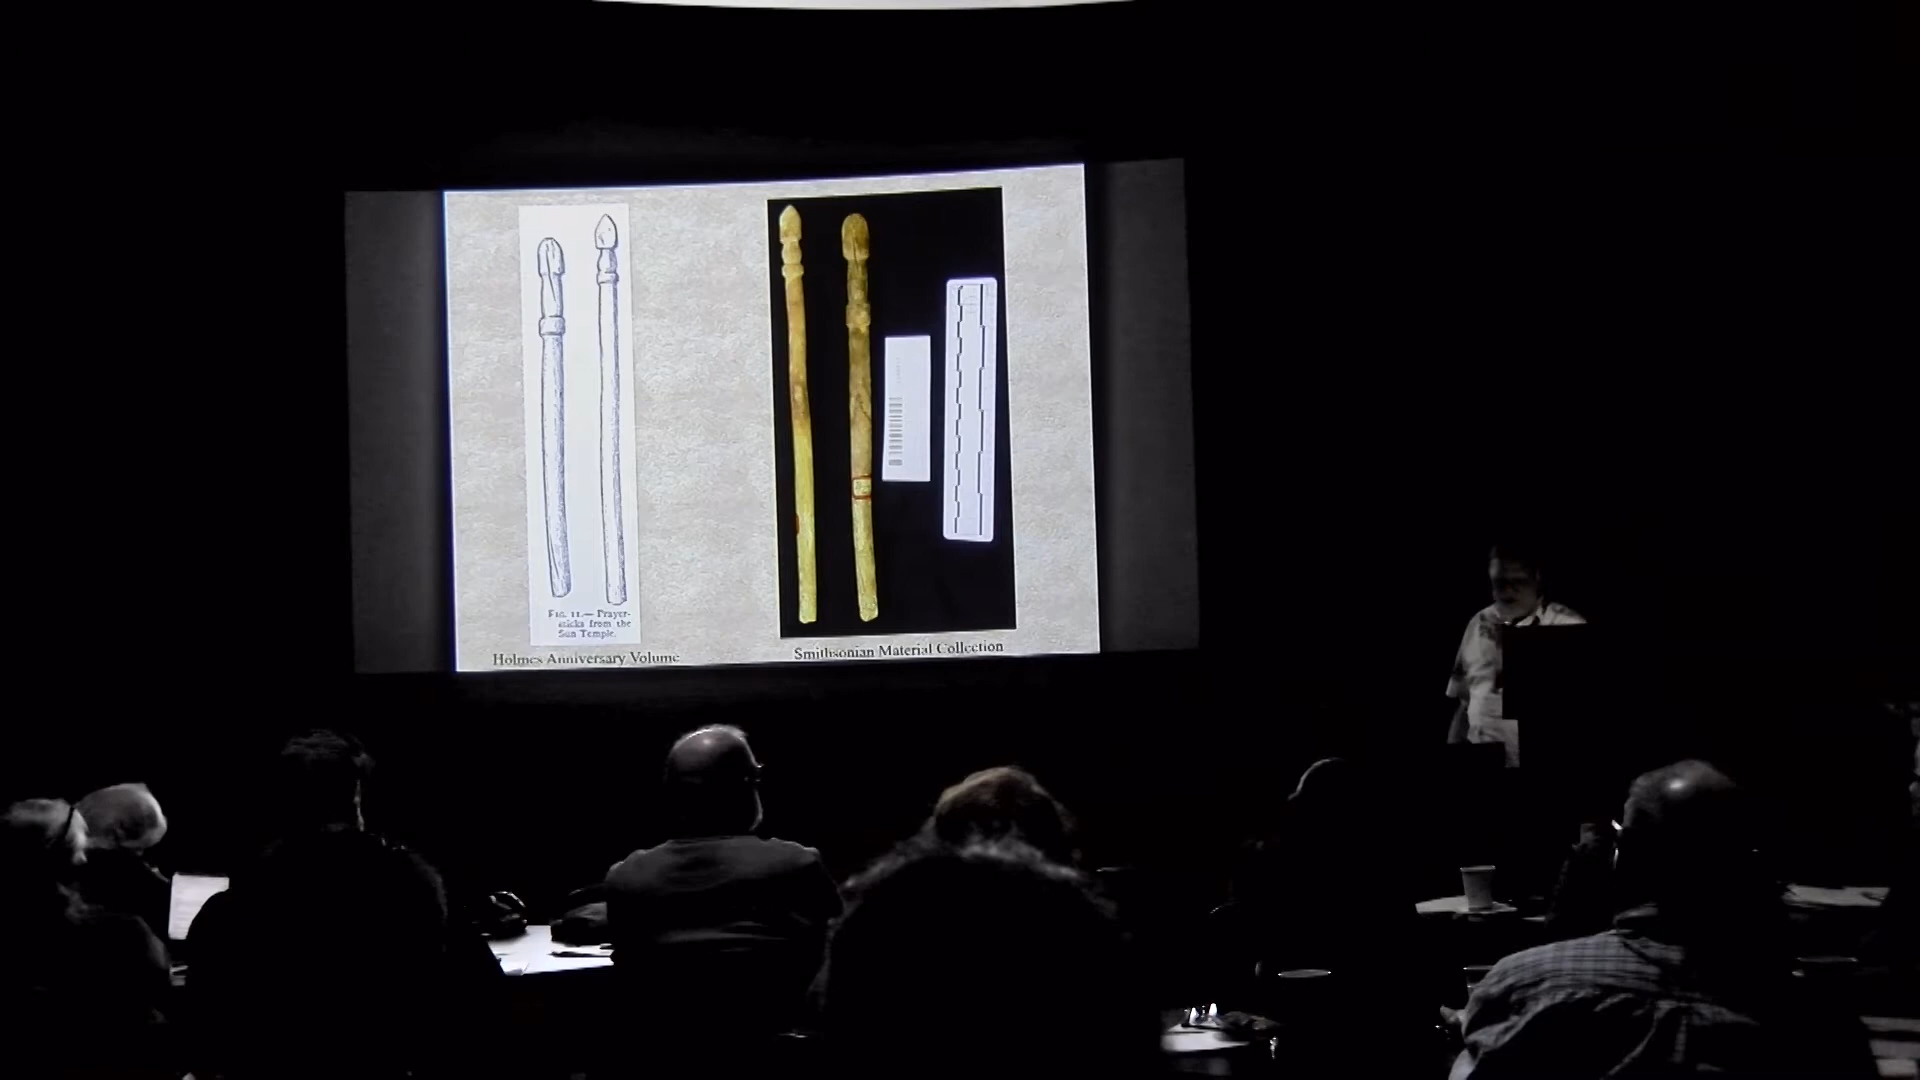 FIG. 11.— Prayer-
sticks from the
Sun Temple.
Holmes Anniversary Volume
Smithsonian Material Collection